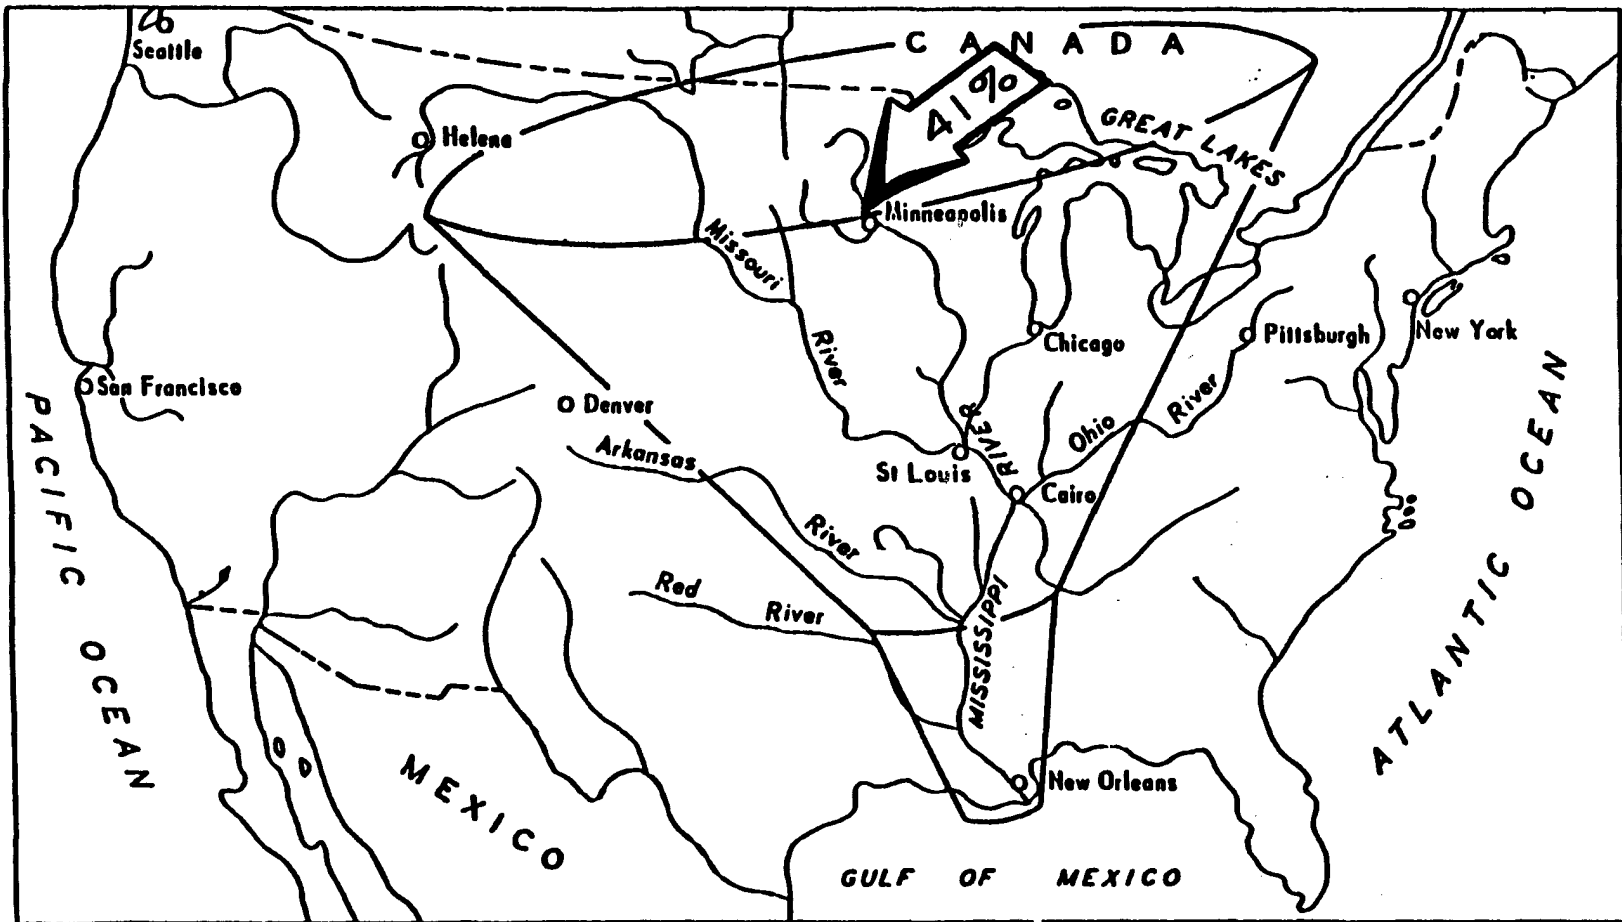 CANADA
Seattle
41%
Helena
GREAT LAKES
Minneapolis
Missouri
River
Chicago
Pittsburgh
New York
San Francisco
Denver
Arkansas
River
St Louis
RIVER
Ohio
River
Cairo
Red
River
MISSISSIPPI
New Orleans
PACIFIC OCEAN
MEXICO
GULF OF MEXICO
ATLANTIC OCEAN